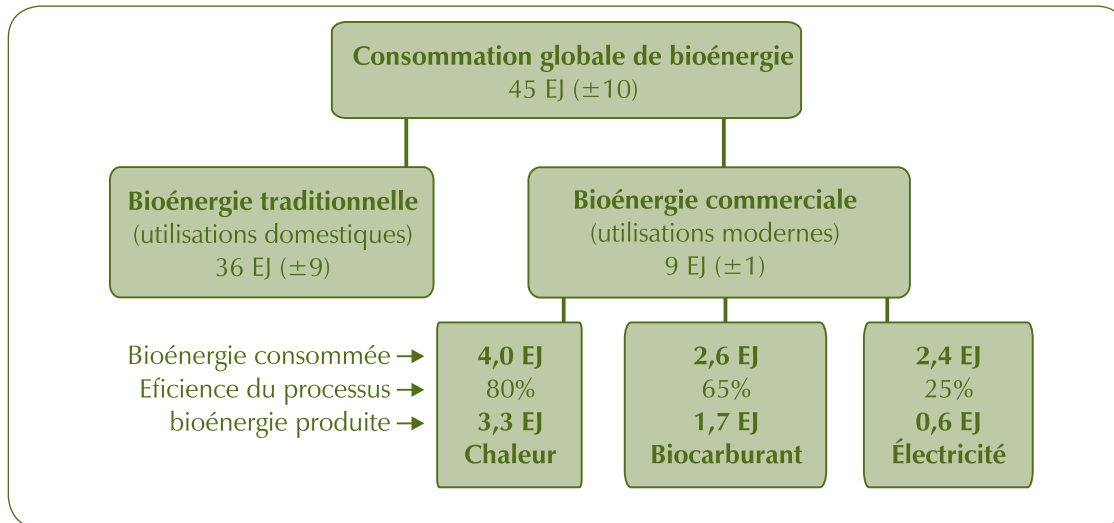 Consommation globale de bioénergie
45 EJ (±10)
Bioénergie traditionnelle
(utilisations domestiques)
36 EJ (±9)
Bioénergie commerciale
(utilisations modernes)
9 EJ (±1)
Bioénergie consommée → 4,0 EJ 2,6 EJ 2,4 EJ
Eficience du processus → 80% 65% 25%
bioénergie produite → 3,3 EJ 1,7 EJ 0,6 EJ
Chaleur Biocarburant Électricité